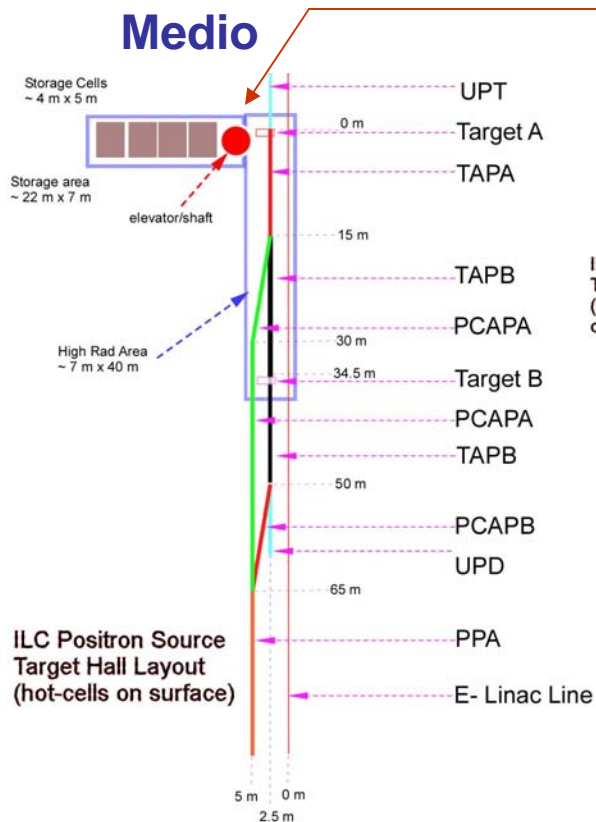 Medio
Storage Cells
~ 4 m x 5 m
UPT
0 m
Target A
TAPA
Storage area
~ 22 m x 7 m
elevator/shaft
15 m
TAPB
PCAPA
High Rad Area
~ 7 m x 40 m
30 m
34.5 m
Target B
PCAPA
TAPB
50 m
PCAPB
UPD
65 m
ILC Positron Source
Target Hall Layout
(hot-cells on surface)
PPA
E- Linac Line
5 m
0 m
2.5 m